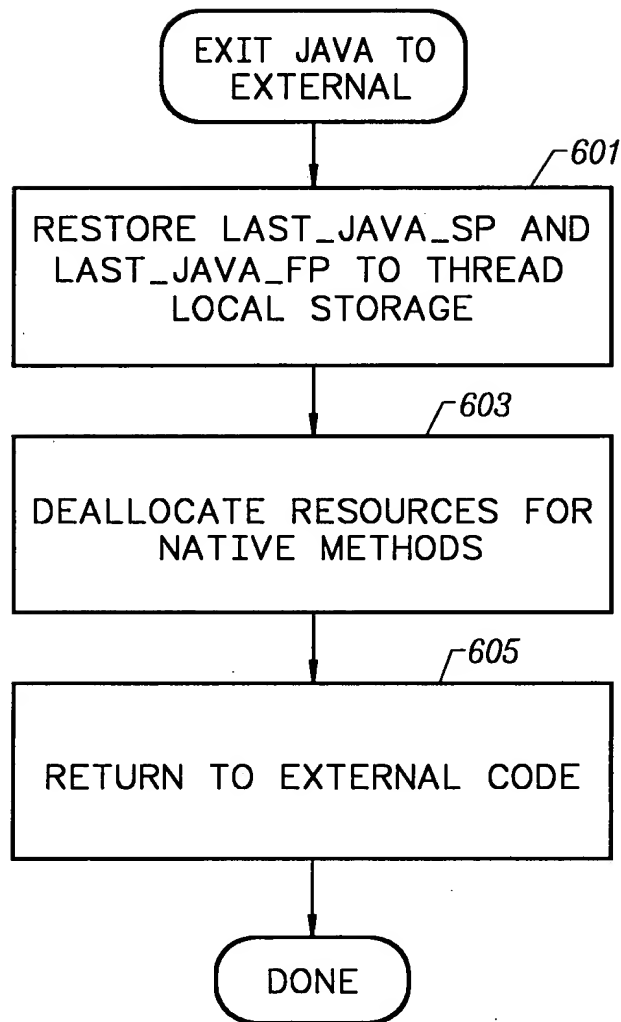 EXIT JAVA TO
EXTERNAL
601
RESTORE LAST_JAVA_SP AND
LAST_JAVA_FP TO THREAD
LOCAL STORAGE
603
DEALLOCATE RESOURCES FOR
NATIVE METHODS
605
RETURN TO EXTERNAL CODE
DONE